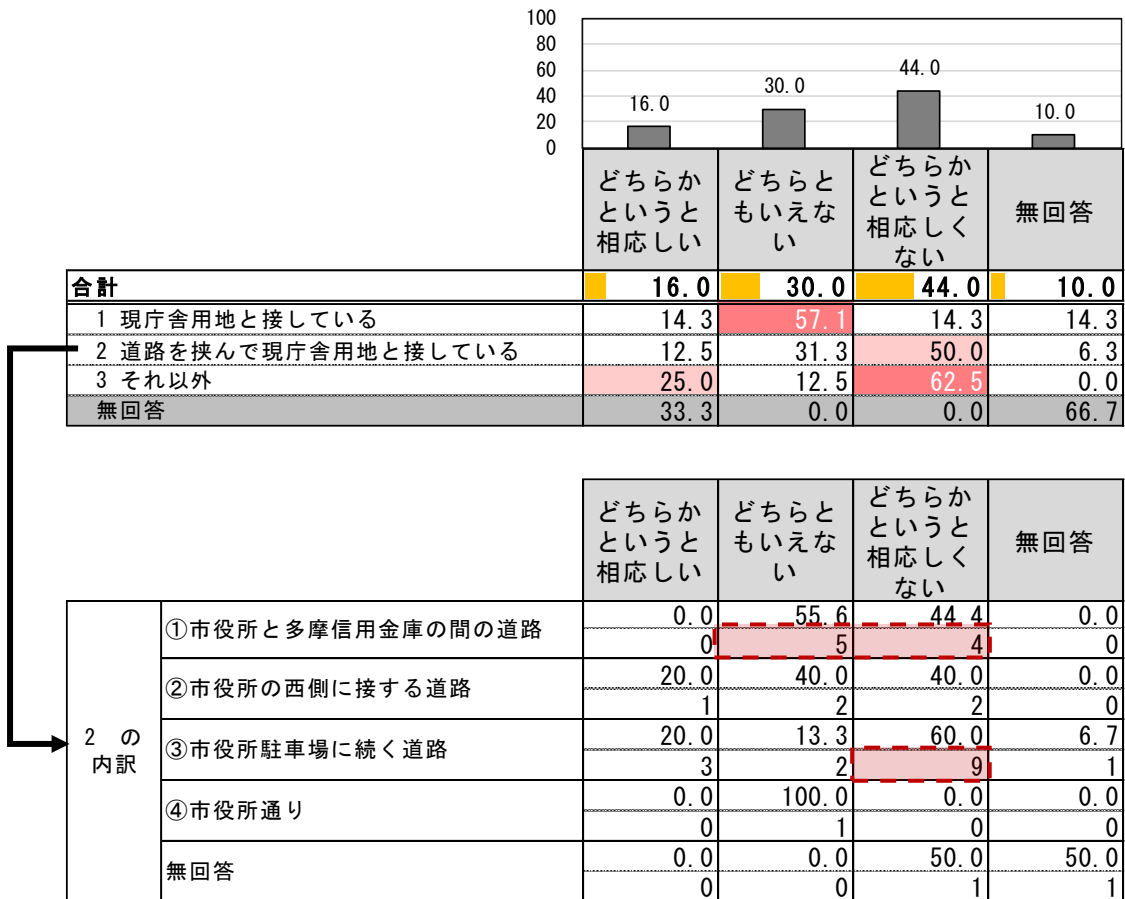 100
80
60
40
20
0
16.0
30.0
44.0
10.0
どちらか
というと
相応しい
どちらと
もいえな
い
どちらか
というと
相応しく
ない
無回答
合計 16.0 30.0 44.0 10.0
1 現庁舎用地と接している 14.3 57.1 14.3 14.3
2 道路を挟んで現庁舎用地と接している 12.5 31.3 50.0 6.3
3 それ以外 25.0 12.5 62.5 0.0
無回答 33.3 0.0 0.0 66.7
どちらか
というと
相応しい
どちらと
もいえな
い
どちらか
というと
相応しく
ない
無回答
2 の
内訳
①市役所と多摩信用金庫の間の道路
0.0 55.6 44.4 0.0
0 5 4 0
②市役所の西側に接する道路
20.0 40.0 40.0 0.0
1 2 2 0
③市役所駐車場に続く道路
20.0 13.3 60.0 6.7
3 2 9 1
④市役所通り
0.0 100.0 0.0 0.0
0 1 0 0
無回答
0.0 0.0 50.0 50.0
0 0 1 1